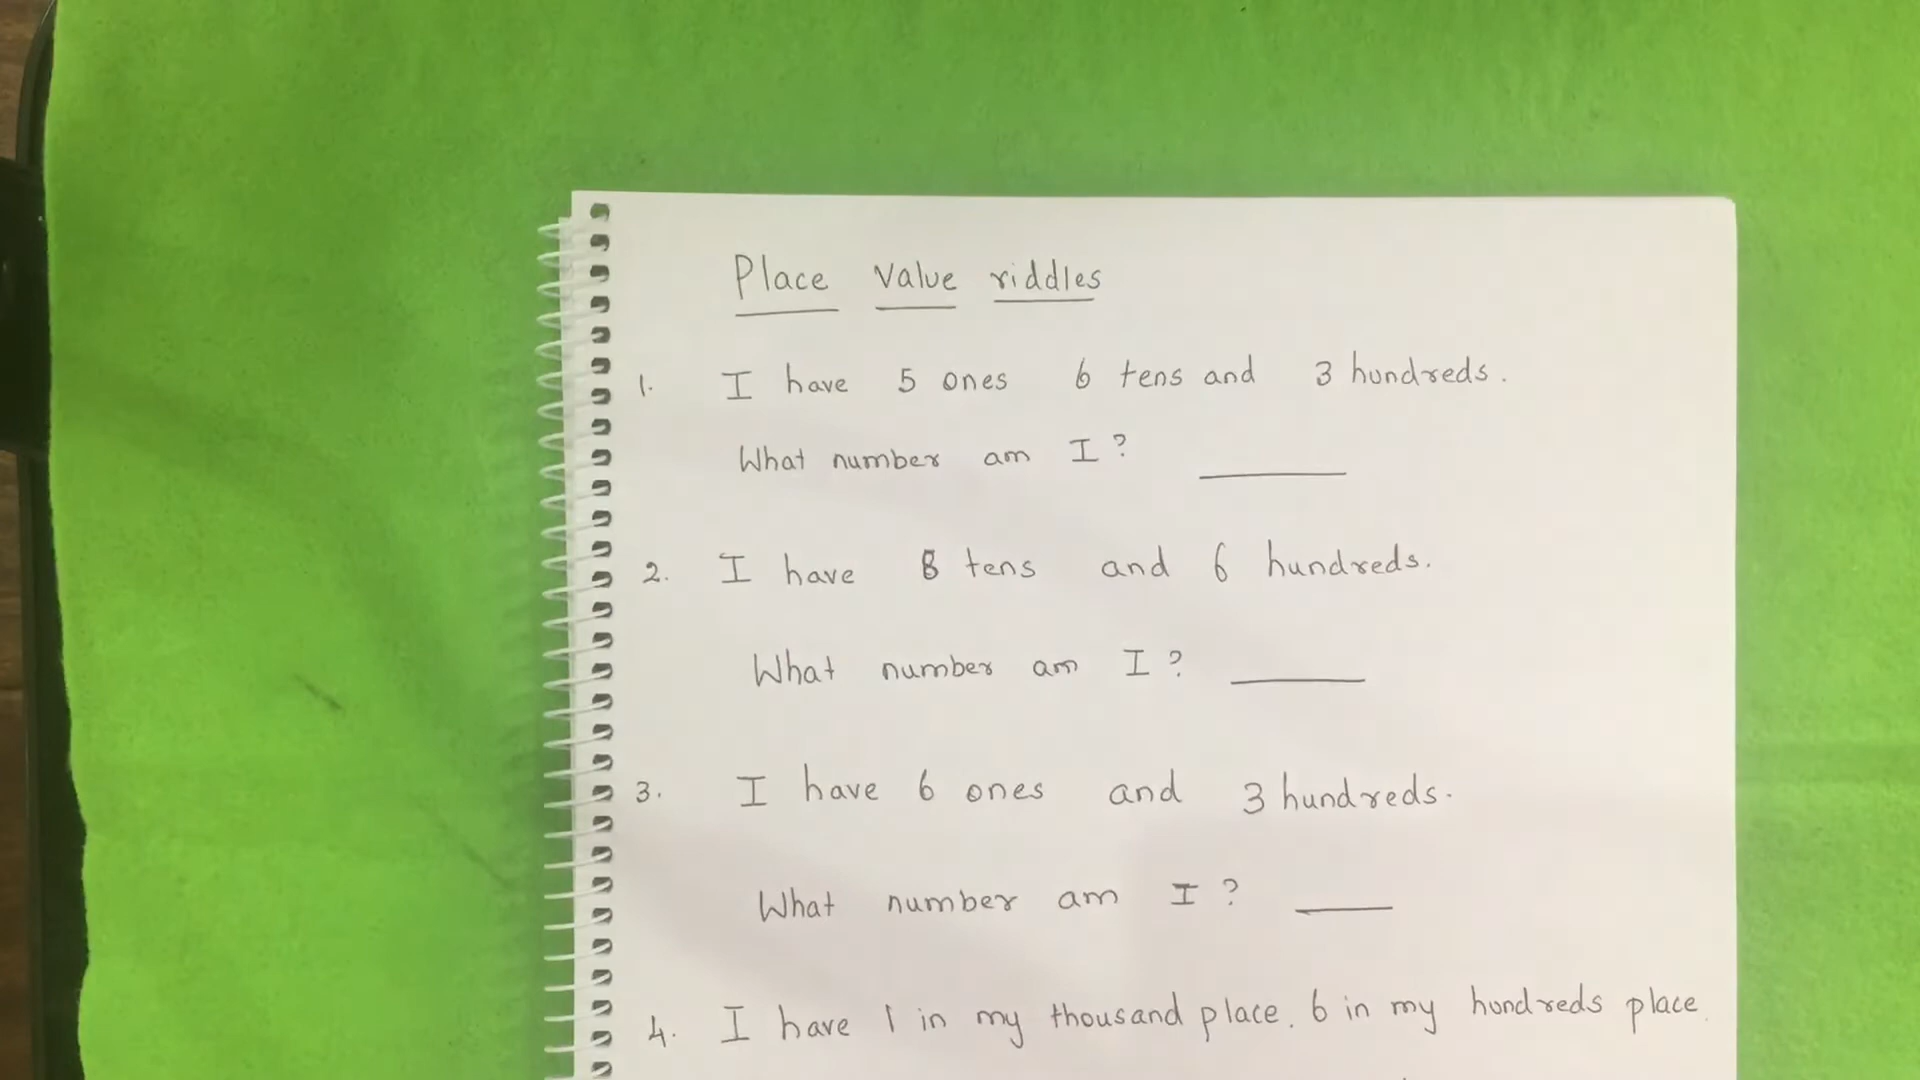 Place Value riddles
1. I have 5 ones 6 tens and 3 hundreds.
What number am I? ______
2. I have 8 tens and 6 hundreds.
What number am I? ______
3. I have 6 ones and 3 hundreds.
What number am I? ____
4. I have 1 in my thousand place. 6 in my hundreds place